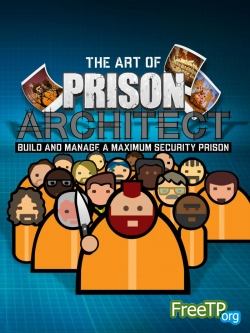 THE ART OF
PRISON
ARCHITECT
BUILD AND MANAGE A MAXIMUM SECURITY PRISON
FreeTP
.org